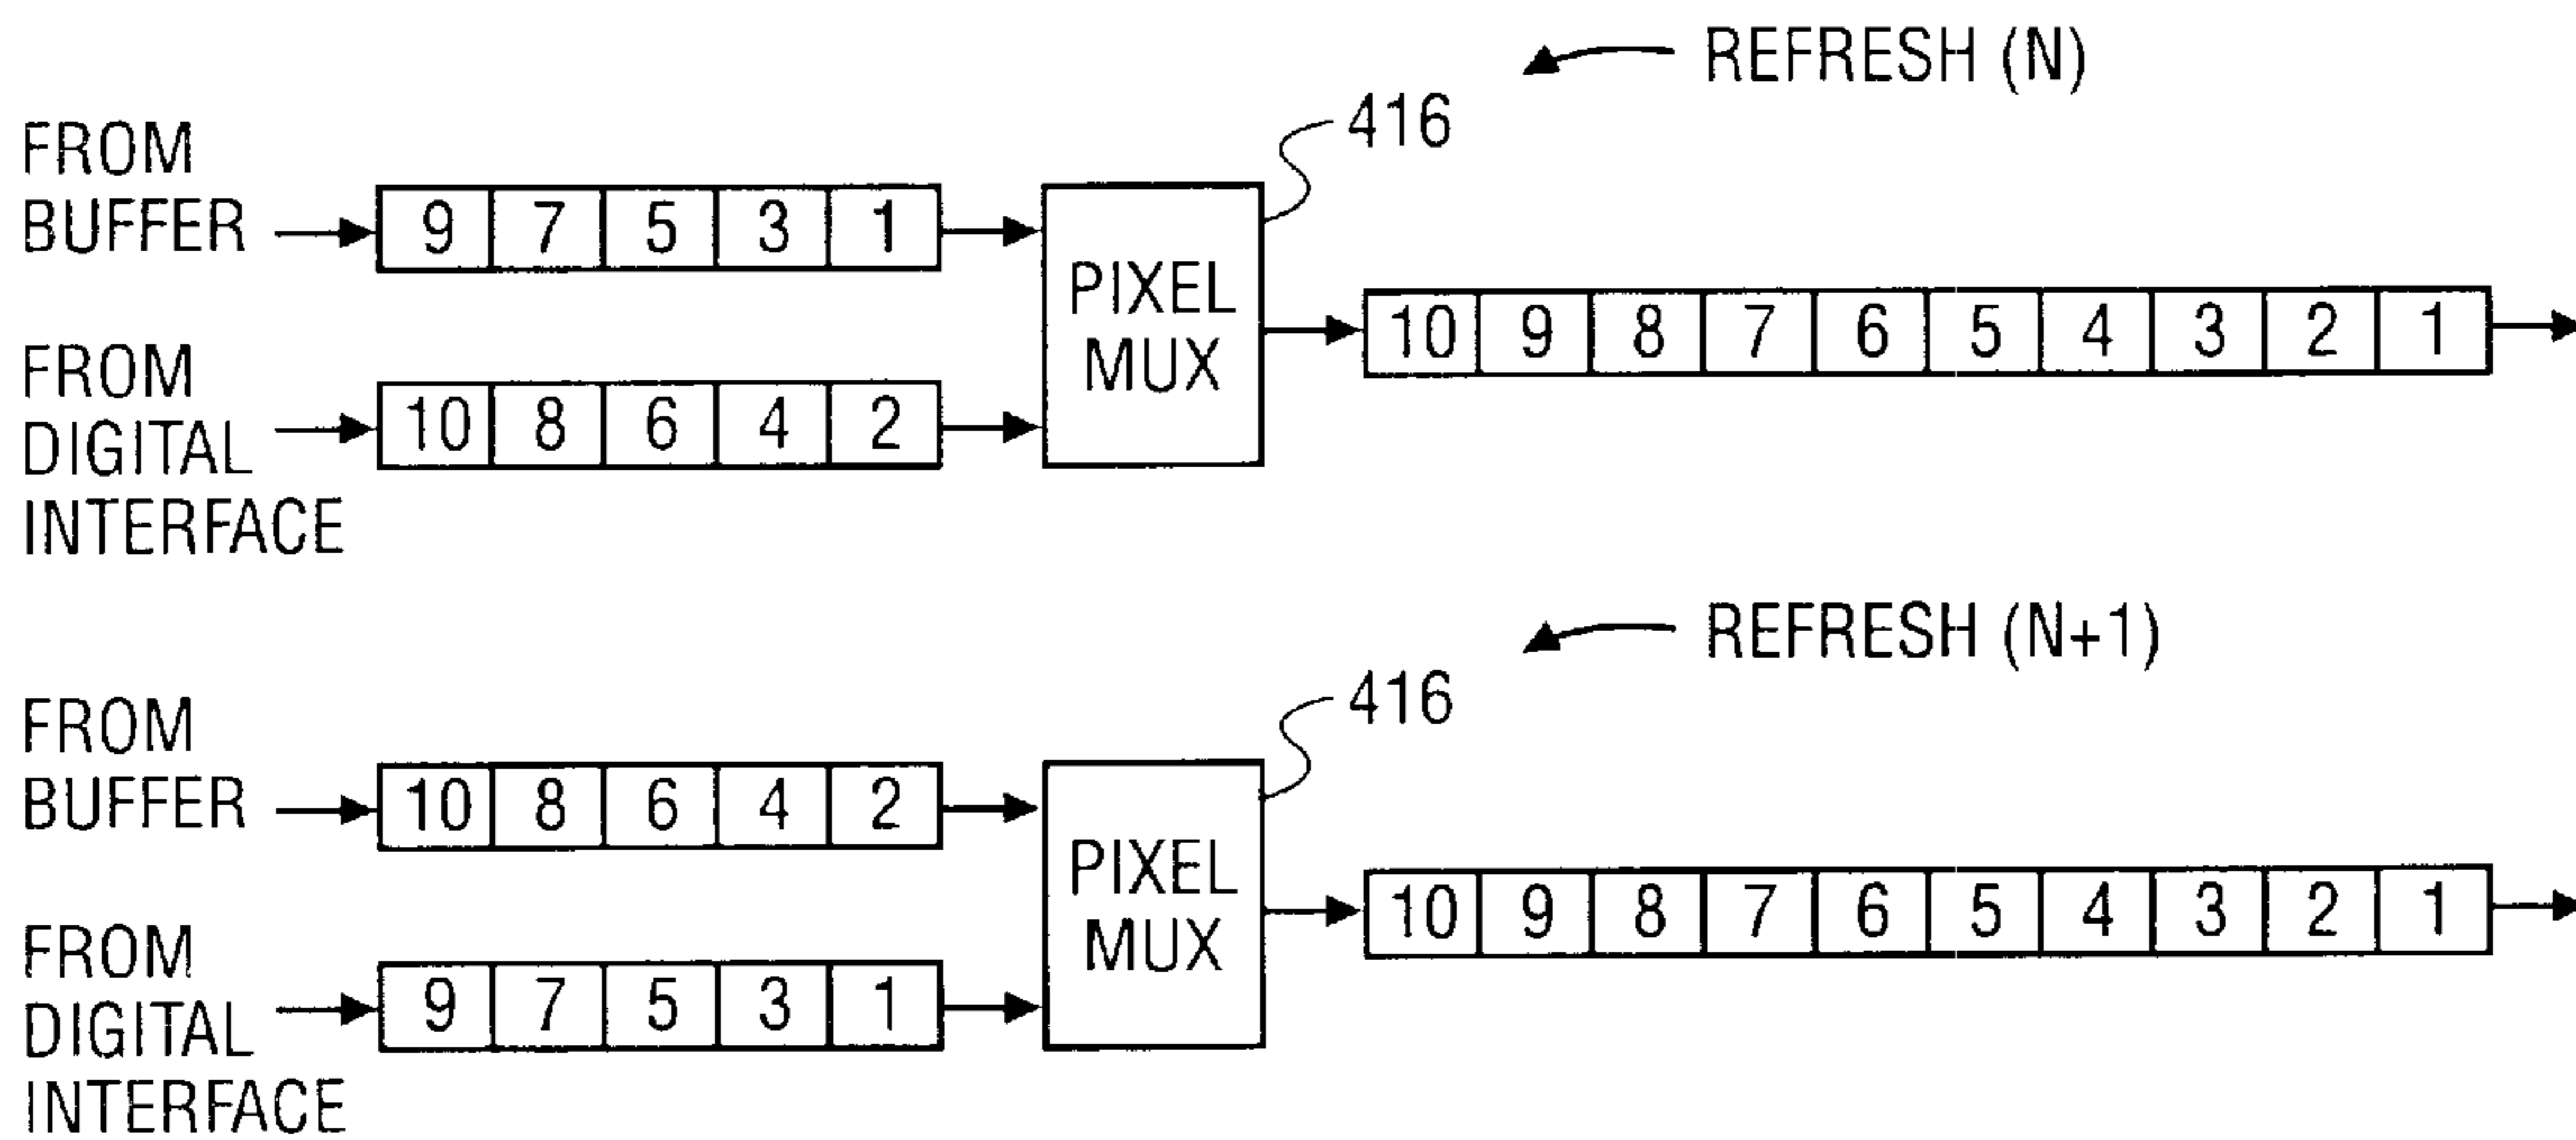 REFRESH (N)
416
FROM
BUFFER
9 7 5 3 1
PIXEL
MUX
10 9 8 7 6 5 4 3 2 1
FROM
DIGITAL
INTERFACE
10 8 6 4 2
REFRESH (N+1)
416
FROM
BUFFER
10 8 6 4 2
PIXEL
MUX
10 9 8 7 6 5 4 3 2 1
FROM
DIGITAL
INTERFACE
9 7 5 3 1